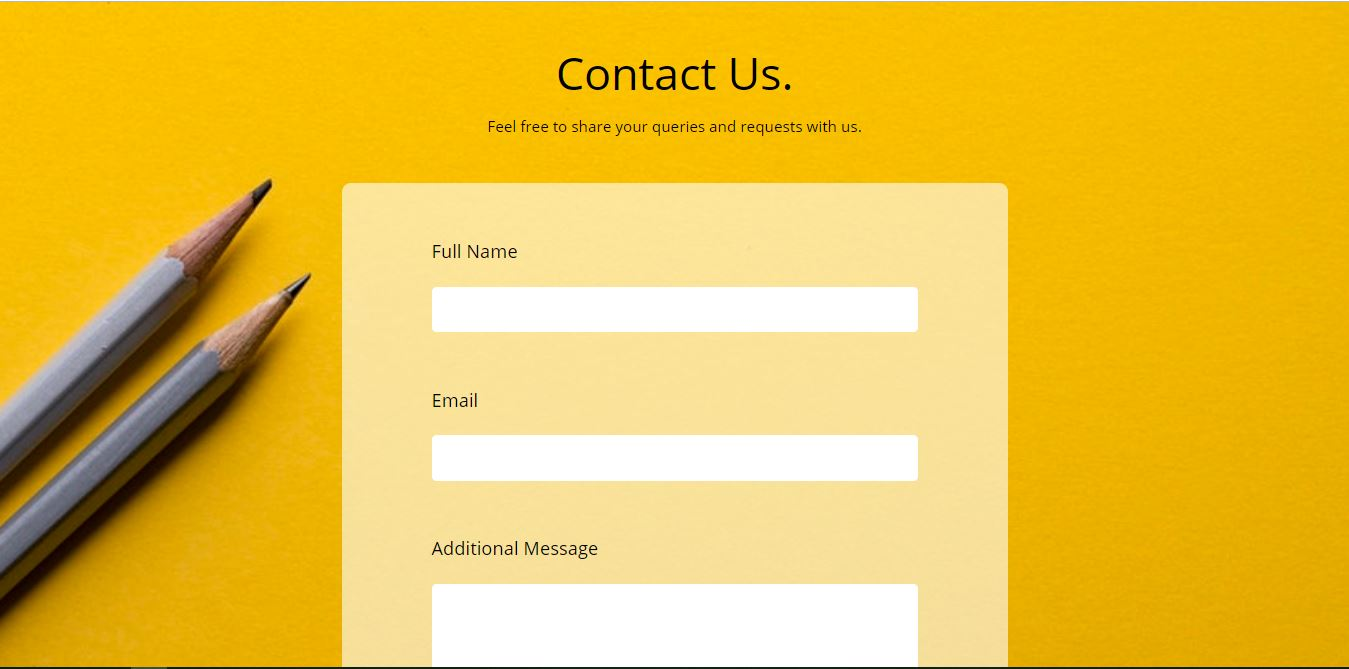 Contact Us.
Feel free to share your queries and requests with us.
Full Name
Email
Additional Message